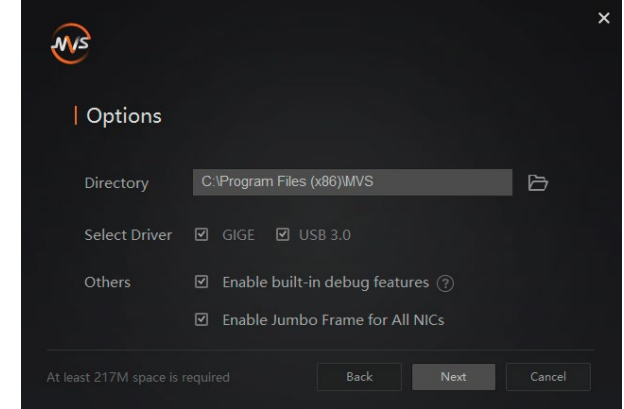 MVS
Options
Directory C:\Program Files (x86)\MVS
Select Driver GIGE USB 3.0
Others Enable built-in debug features ?
Enable Jumbo Frame for All NICs
At least 217M space is required Back Next Cancel